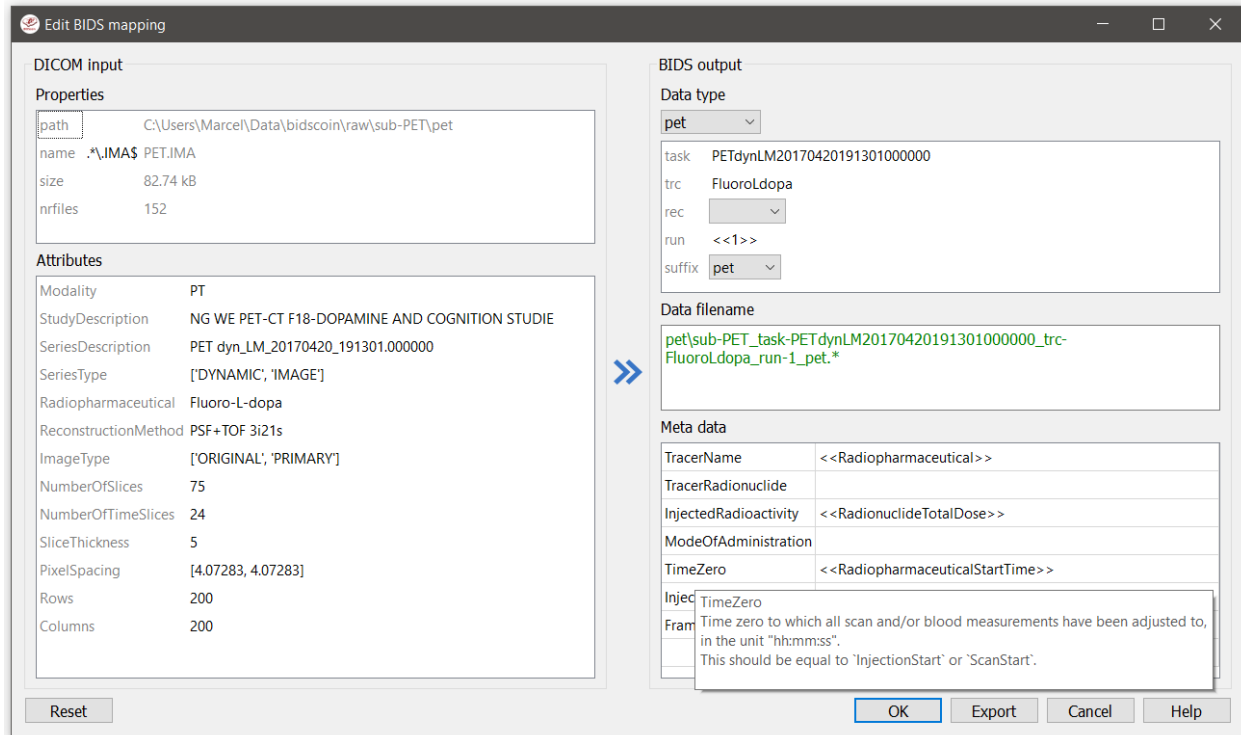 Edit BIDS mapping
DICOM input
Properties
path C:\Users\Marcel\Data\bidscoin\raw\sub-PET\pet
name .*\.IMA$ PET.IMA
size 82.74 kB
nrfiles 152
Attributes
Modality PT
StudyDescription NG WE PET-CT F18-DOPAMINE AND COGNITION STUDIE
SeriesDescription PET dyn_LM_20170420_191301.000000
SeriesType ['DYNAMIC', 'IMAGE']
Radiopharmaceutical Fluoro-L-dopa
ReconstructionMethod PSF+TOF 3i21s
ImageType ['ORIGINAL', 'PRIMARY']
NumberOfSlices 75
NumberOfTimeSlices 24
SliceThickness 5
PixelSpacing [4.07283, 4.07283]
Rows 200
Columns 200
BIDS output
Data type
pet
task PETdynLM20170420191301000000
trc FluoroLdopa
rec
run <<1>>
suffix pet
Data filename
pet\sub-PET_task-PETdynLM20170420191301000000_trc-
FluoroLdopa_run-1_pet.*
Meta data
TracerName <<Radiopharmaceutical>>
TracerRadionuclide
InjectedRadioactivity <<RadionuclideTotalDose>>
ModeOfAdministration
TimeZero <<RadiopharmaceuticalStartTime>>
Injec
Fram
TimeZero
Time zero to which all scan and/or blood measurements have been adjusted to,
in the unit "hh:mm:ss".
This should be equal to `InjectionStart` or `ScanStart`.
Reset OK Export Cancel Help